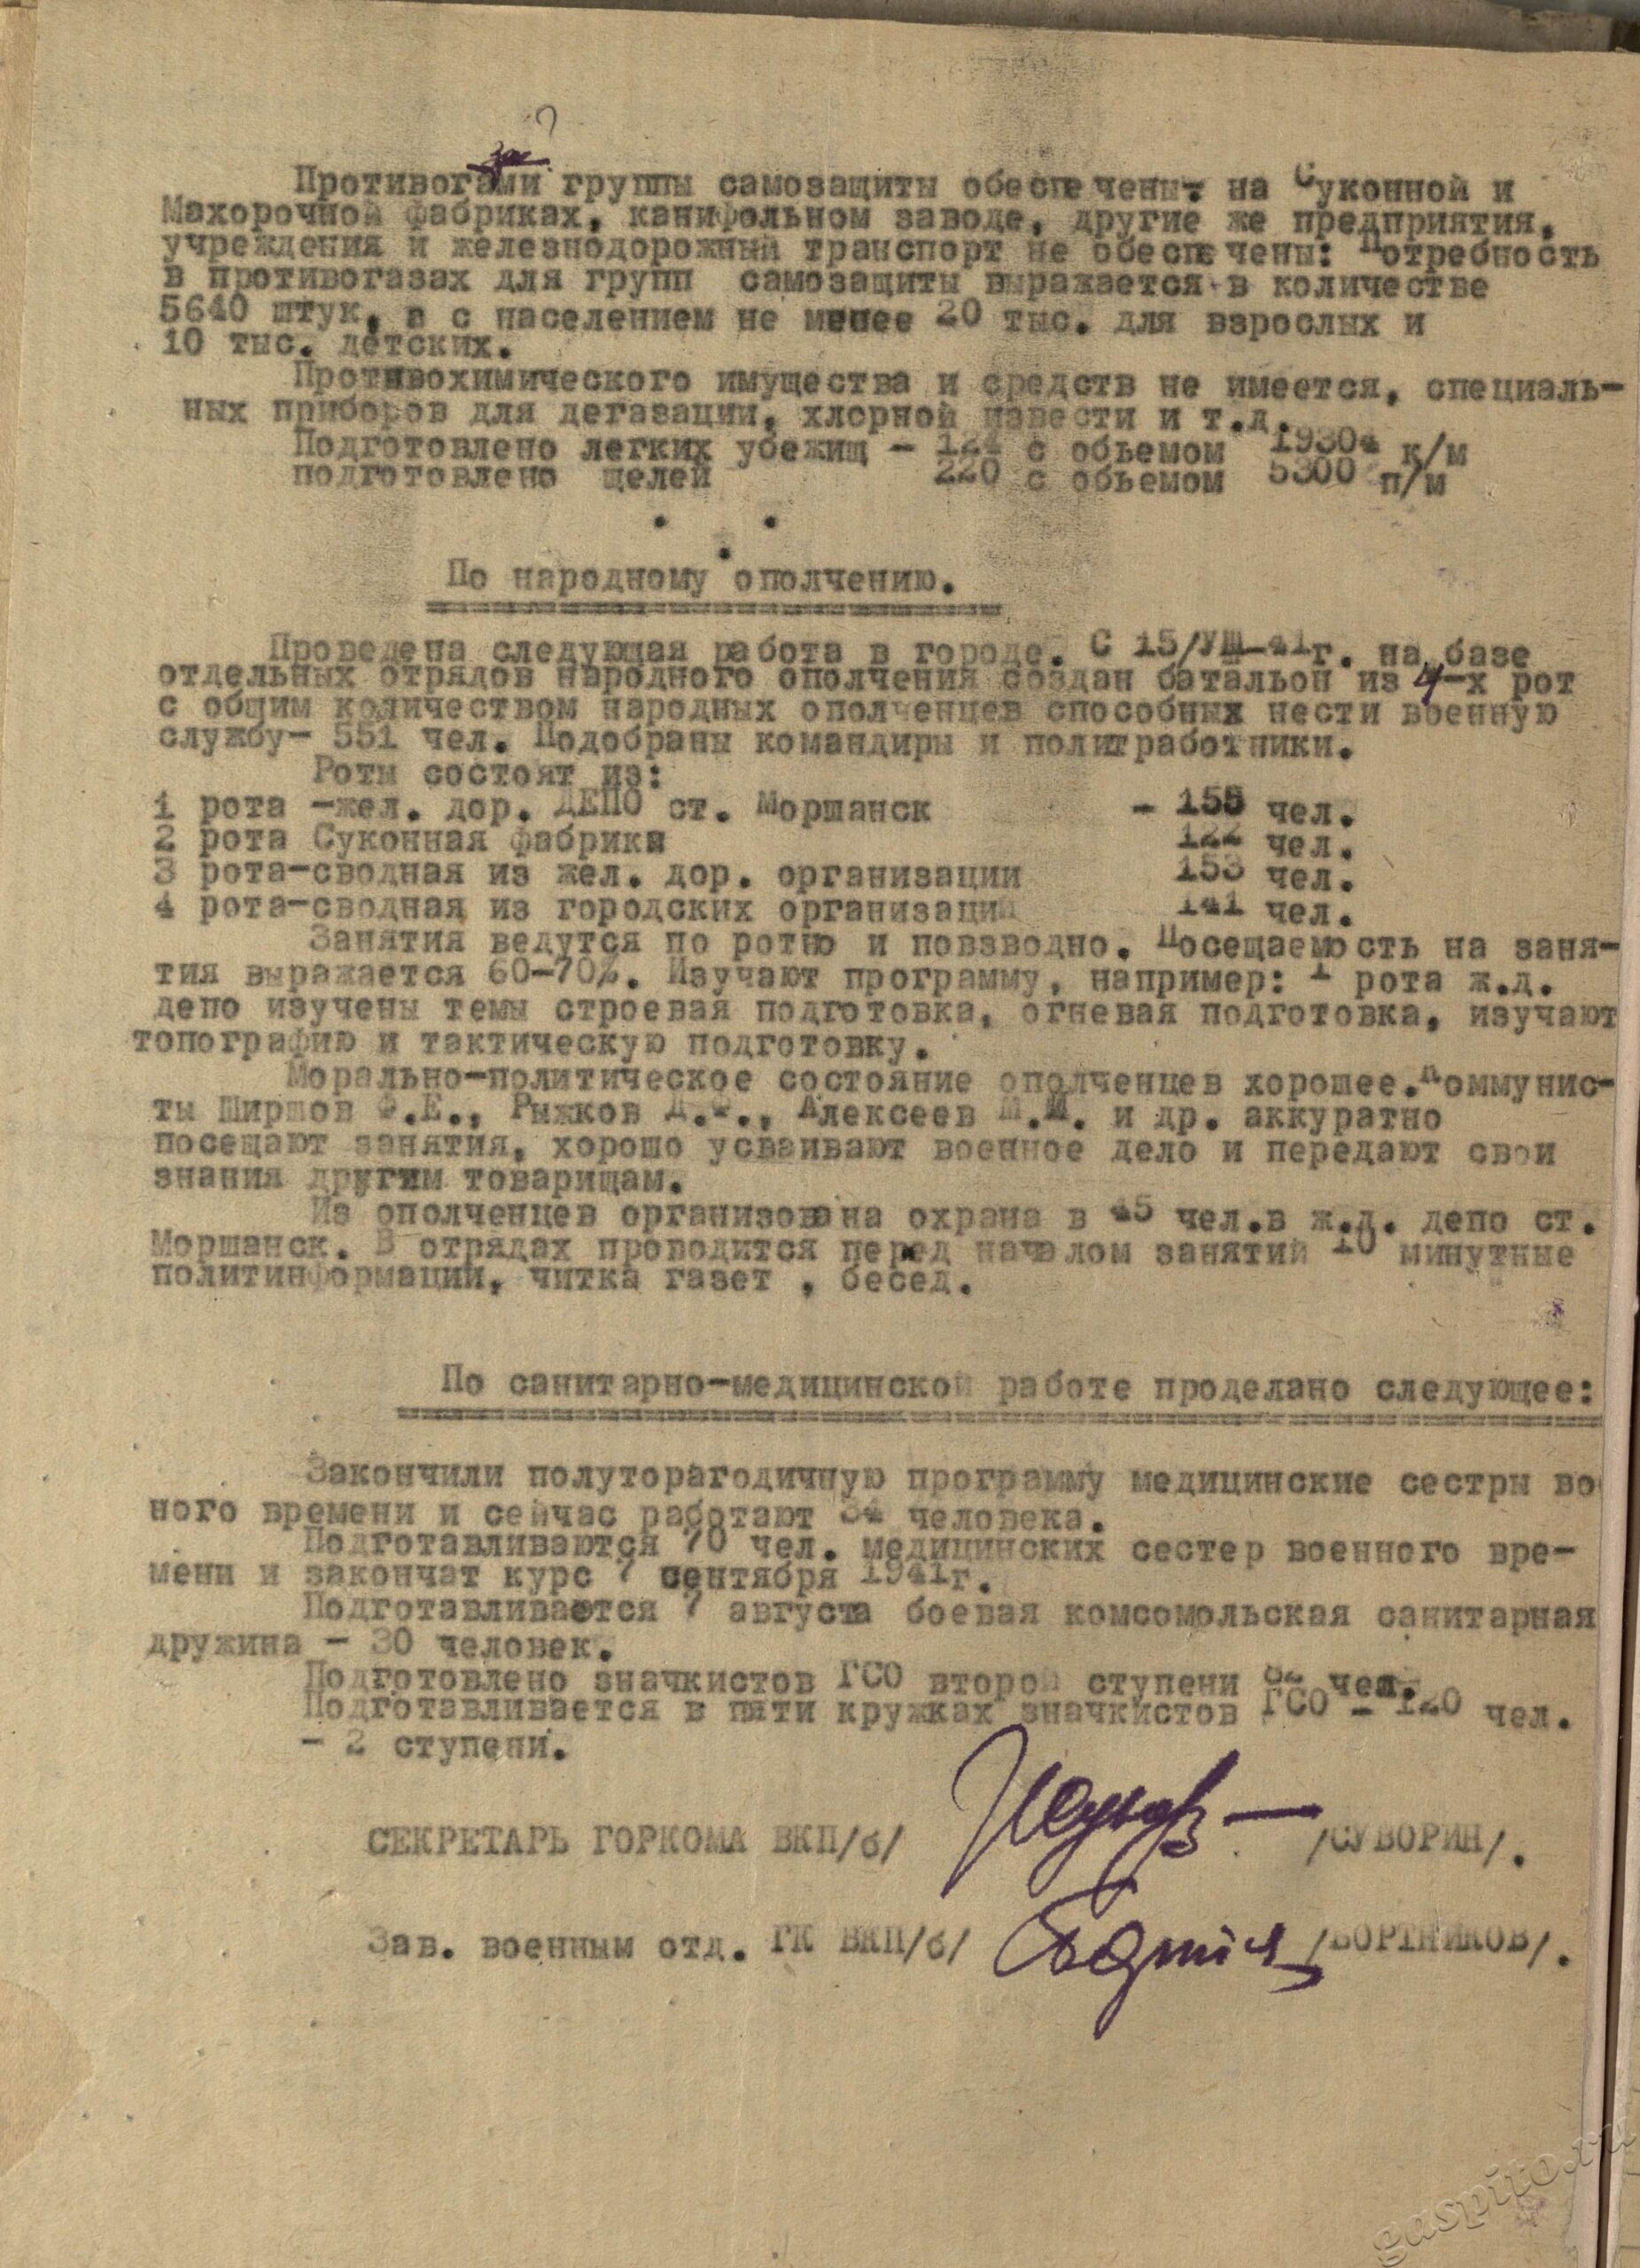 ?
за
Противогами группы самозащиты обеспечены. на Суконной и
Махорочной фабриках, канифольном заводе, другие же предприятия,
учреждения и железнодорожный транспорт не обеспечены: Потребность
в противогазах для групп самозащиты выражается в количестве
5640 штук, а с населением не менее 20 тыс. для взрослых и
10 тыс. детских.
Противохимического имущества и средств не имеется, специаль-
ных приборов для дегазации, хлорной извести и т.д.
Подготовлено легких убежищ - 124 с обьемом 19304 к/м
подготовлено щелей 220 с обьемом 5300 п/м
По народному ополчению.
Проведена следующая работа в городе. С 15/УШ-41г. на базе
отдельных отрядов народного ополчения создан батальон из 4-х рот
с общим количеством народных ополченцев способных нести военную
службу- 551 чел. Подобраны командиры и политработники.
Роты состоят из:
1 рота -жел. дор. ДЕПО ст. Моршанск - 155 чел.
2 рота Суконная фабрика 122 чел.
3 рота-сводная из жел. дор. организации 153 чел.
4 рота-сводная из городских организаций 141 чел.
Занятия ведутся по ротно и повзводно. Посещаемость на заня-
тия выражается 60-70%. Изучают программу, например: 1 рота ж.д.
депо изучены темы строевая подготовка, огневая подготовка, изучают
топографию и тактическую подготовку.
Морально-политическое состояние ополченцев хорошее. Коммунис-
ты Ширшов Ф.Е., Рыжков Д.Ф., Алексеев М.М. и др. аккуратно
посещают занятия, хорошо усваивают военное дело и передают свои
знания другим товарищам.
Из ополченцев организована охрана в 45 чел.в ж.д. депо ст.
Моршанск. В отрядах проводится перед началом занятий 10 минутные
политинформации, читка газет , бесед.
По санитарно-медицинской работе проделано следующее:
Закончили полуторагодичную программу медицинские сестры во
ного времени и сейчас работают 34 человека.
Подготавливаются 70 чел. медицинских сестер военного вре-
мени и закончат курс 7 сентября 1941г.
Подготавливается 7 августа боевая комсомольская санитарная
дружина - 30 человек.
Подготовлено значкистов ГСО второй ступени 82 чел.
Подготавливается в пяти кружках значкистов ГСО - 120 чел.
- 2 ступени.
СЕКРЕТАРЬ ГОРКОМА ВКП/б/ /СУВОРИН/.
Зав. военным отд. ГК ВКП/б/ /БОРТНИКОВ/.
gaspito.ru